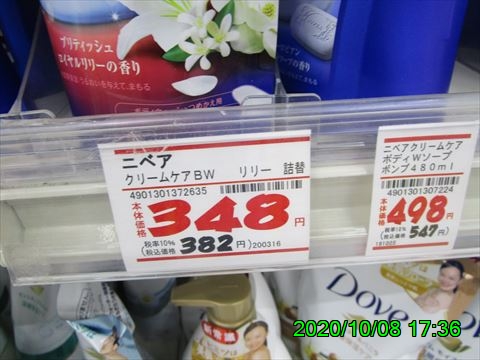 ブリティッシュ
ロイヤルリリーの香り
ニベア
クリームケアBW リリー 詰替
4901301372635
本体価格 348円
税率10%
(税込価格 382円)
200316
ニベアクリームケア
ボディWソープ
ポンプ480ml
4901301307224
本体価格 498円
税率10%
(税込価格 547円)
Dove
2020/10/08 17:36